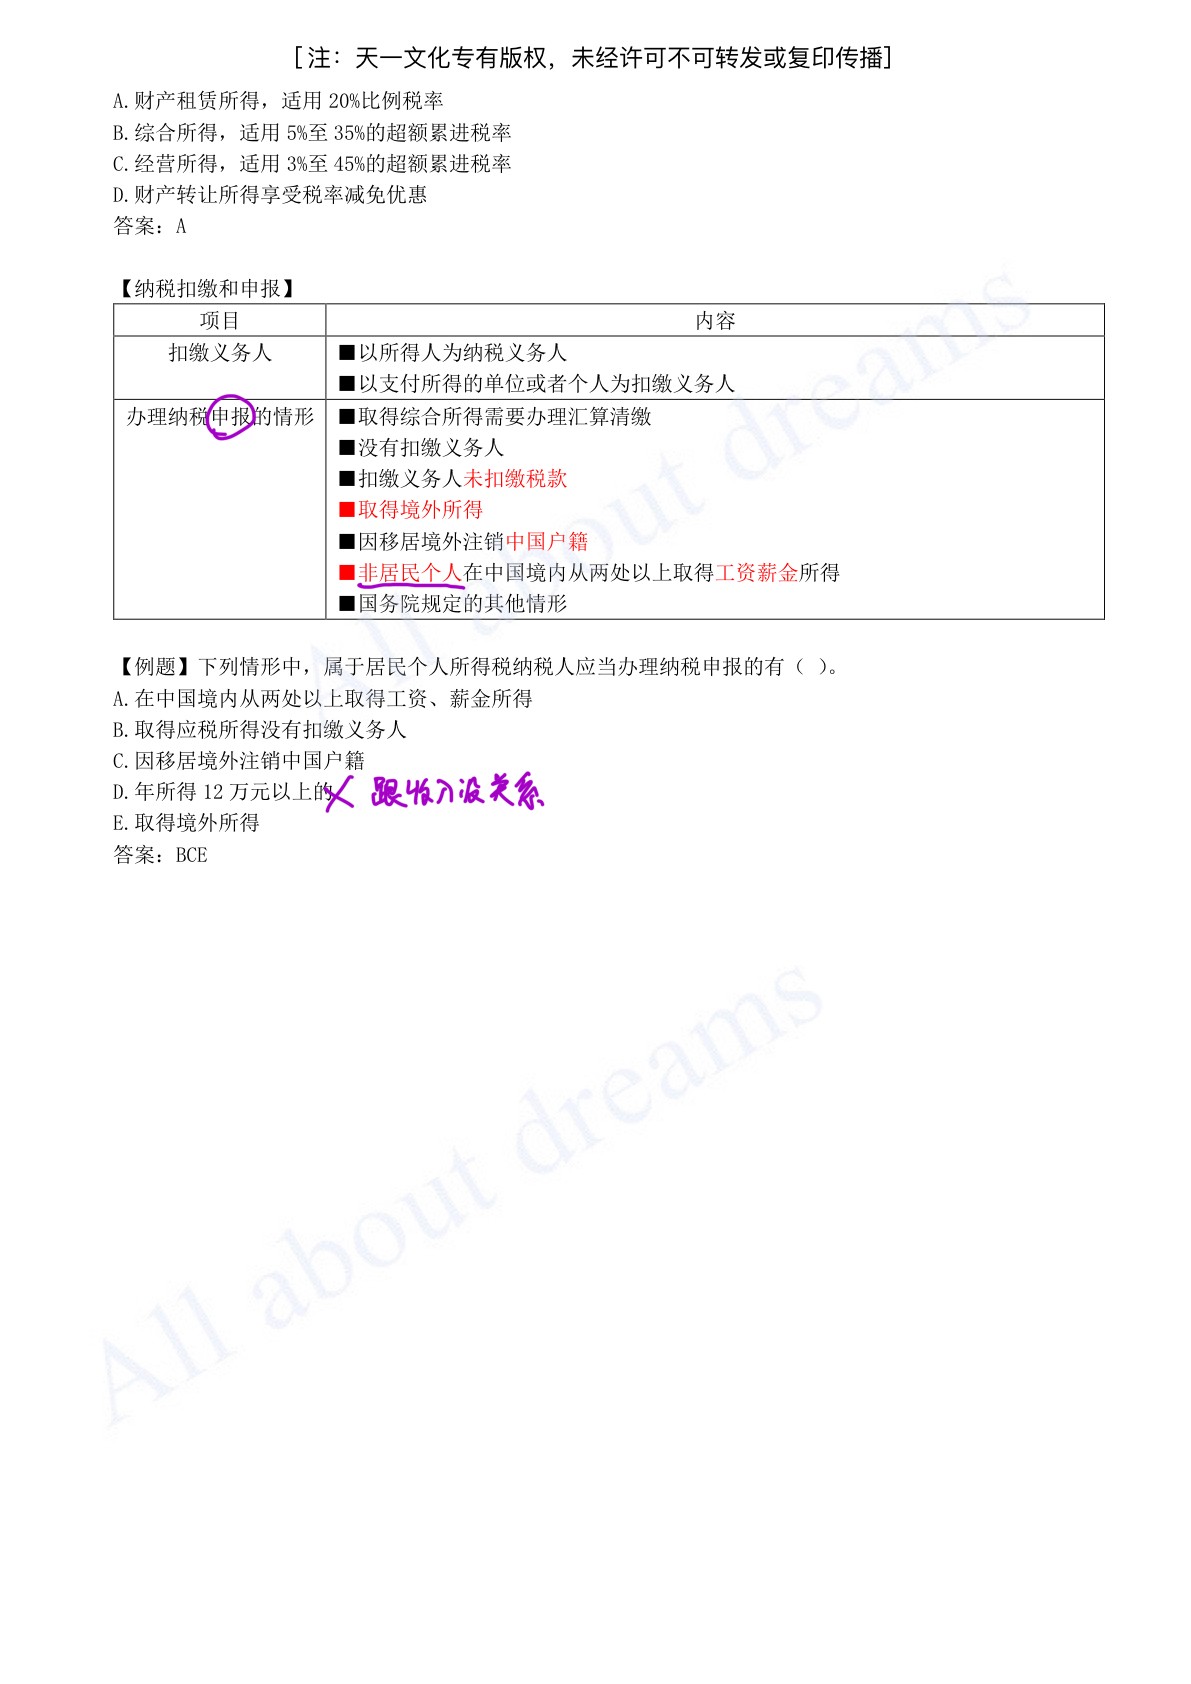 [注：天一文化专有版权，未经许可不可转发或复印传播]
A.财产租赁所得，适用 20%比例税率
B.综合所得，适用 5%至 35%的超额累进税率
C.经营所得，适用 3%至 45%的超额累进税率
D.财产转让所得享受税率减免优惠
答案：A
【纳税扣缴和申报】
项目 内容
扣缴义务人 ■以所得人为纳税义务人
■以支付所得的单位或者个人为扣缴义务人
办理纳税申报的情形 ■取得综合所得需要办理汇算清缴
■没有扣缴义务人
■扣缴义务人未扣缴税款
■取得境外所得
■因移居境外注销中国户籍
■非居民个人在中国境内从两处以上取得工资薪金所得
■国务院规定的其他情形
【例题】下列情形中，属于居民个人所得税纳税人应当办理纳税申报的有（ ）。
A.在中国境内从两处以上取得工资、薪金所得
B.取得应税所得没有扣缴义务人
C.因移居境外注销中国户籍
D.年所得 12 万元以上的 跟收入没关系
E.取得境外所得
答案：BCE
All about dreams
All about dreams